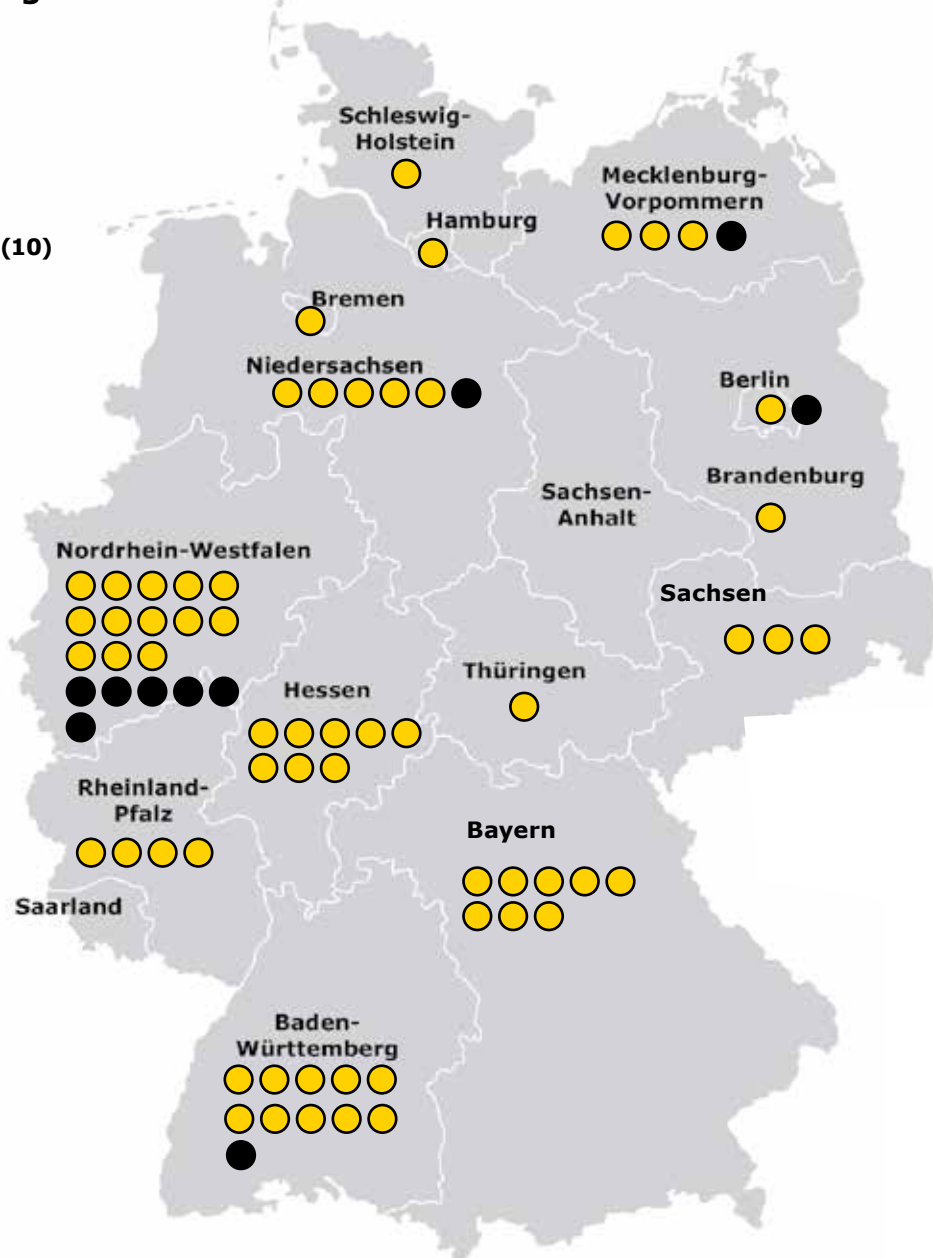 Schleswig-
Holstein
Mecklenburg-
Vorpommern
Hamburg
(10)
Bremen
Niedersachsen
Berlin
Brandenburg
Sachsen-
Anhalt
Nordrhein-Westfalen
Sachsen
Thüringen
Hessen
Rheinland-
Pfalz
Bayern
Saarland
Baden-
Württemberg